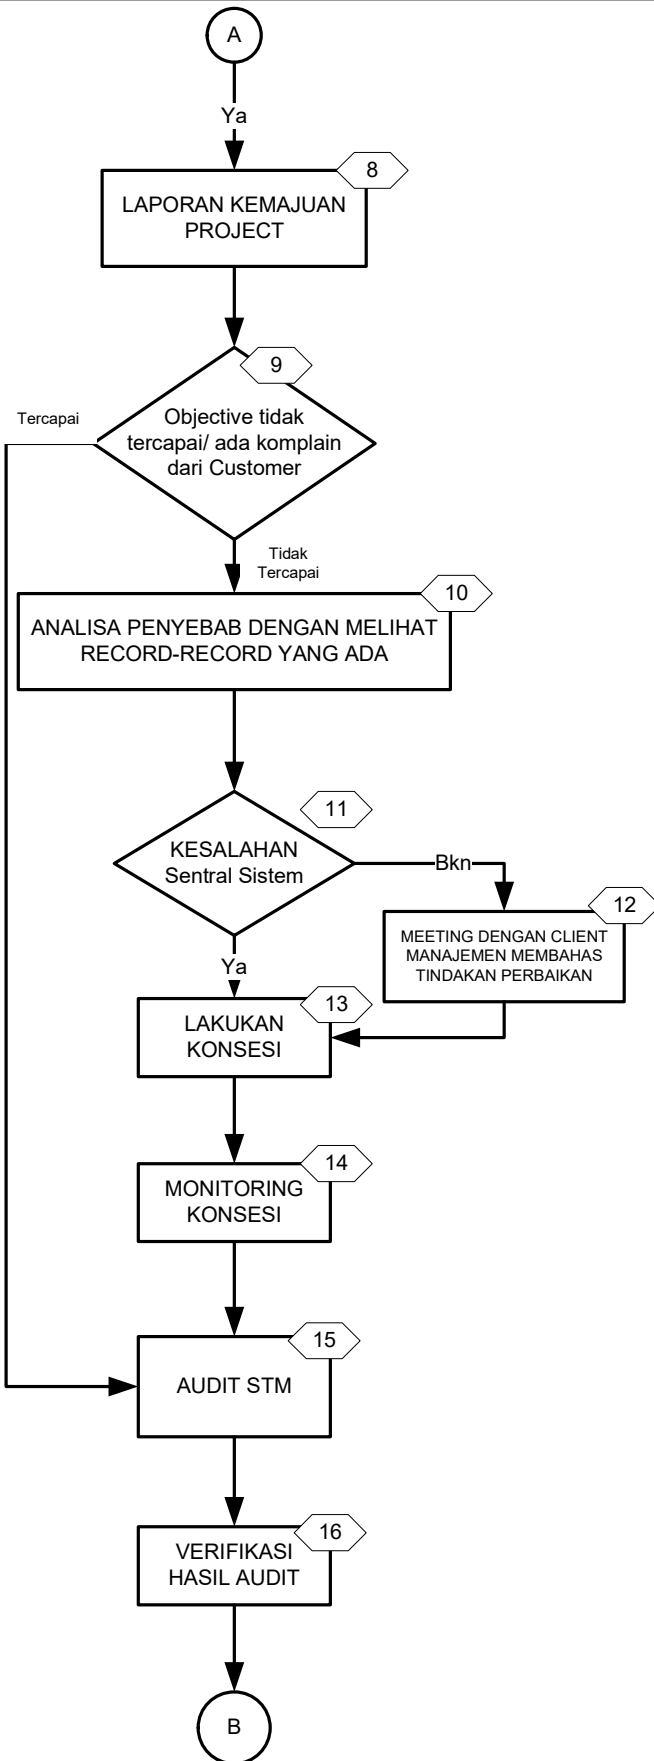 A
Ya
8
LAPORAN KEMAJUAN
PROJECT
9
Tercapai
Objective tidak
tercapai/ ada komplain
dari Customer
Tidak
Tercapai
10
ANALISA PENYEBAB DENGAN MELIHAT
RECORD-RECORD YANG ADA
11
KESALAHAN
Sentral Sistem
Bkn
12
MEETING DENGAN CLIENT
MANAJEMEN MEMBAHAS
TINDAKAN PERBAIKAN
Ya
13
LAKUKAN
KONSESI
14
MONITORING
KONSESI
15
AUDIT STM
16
VERIFIKASI
HASIL AUDIT
B